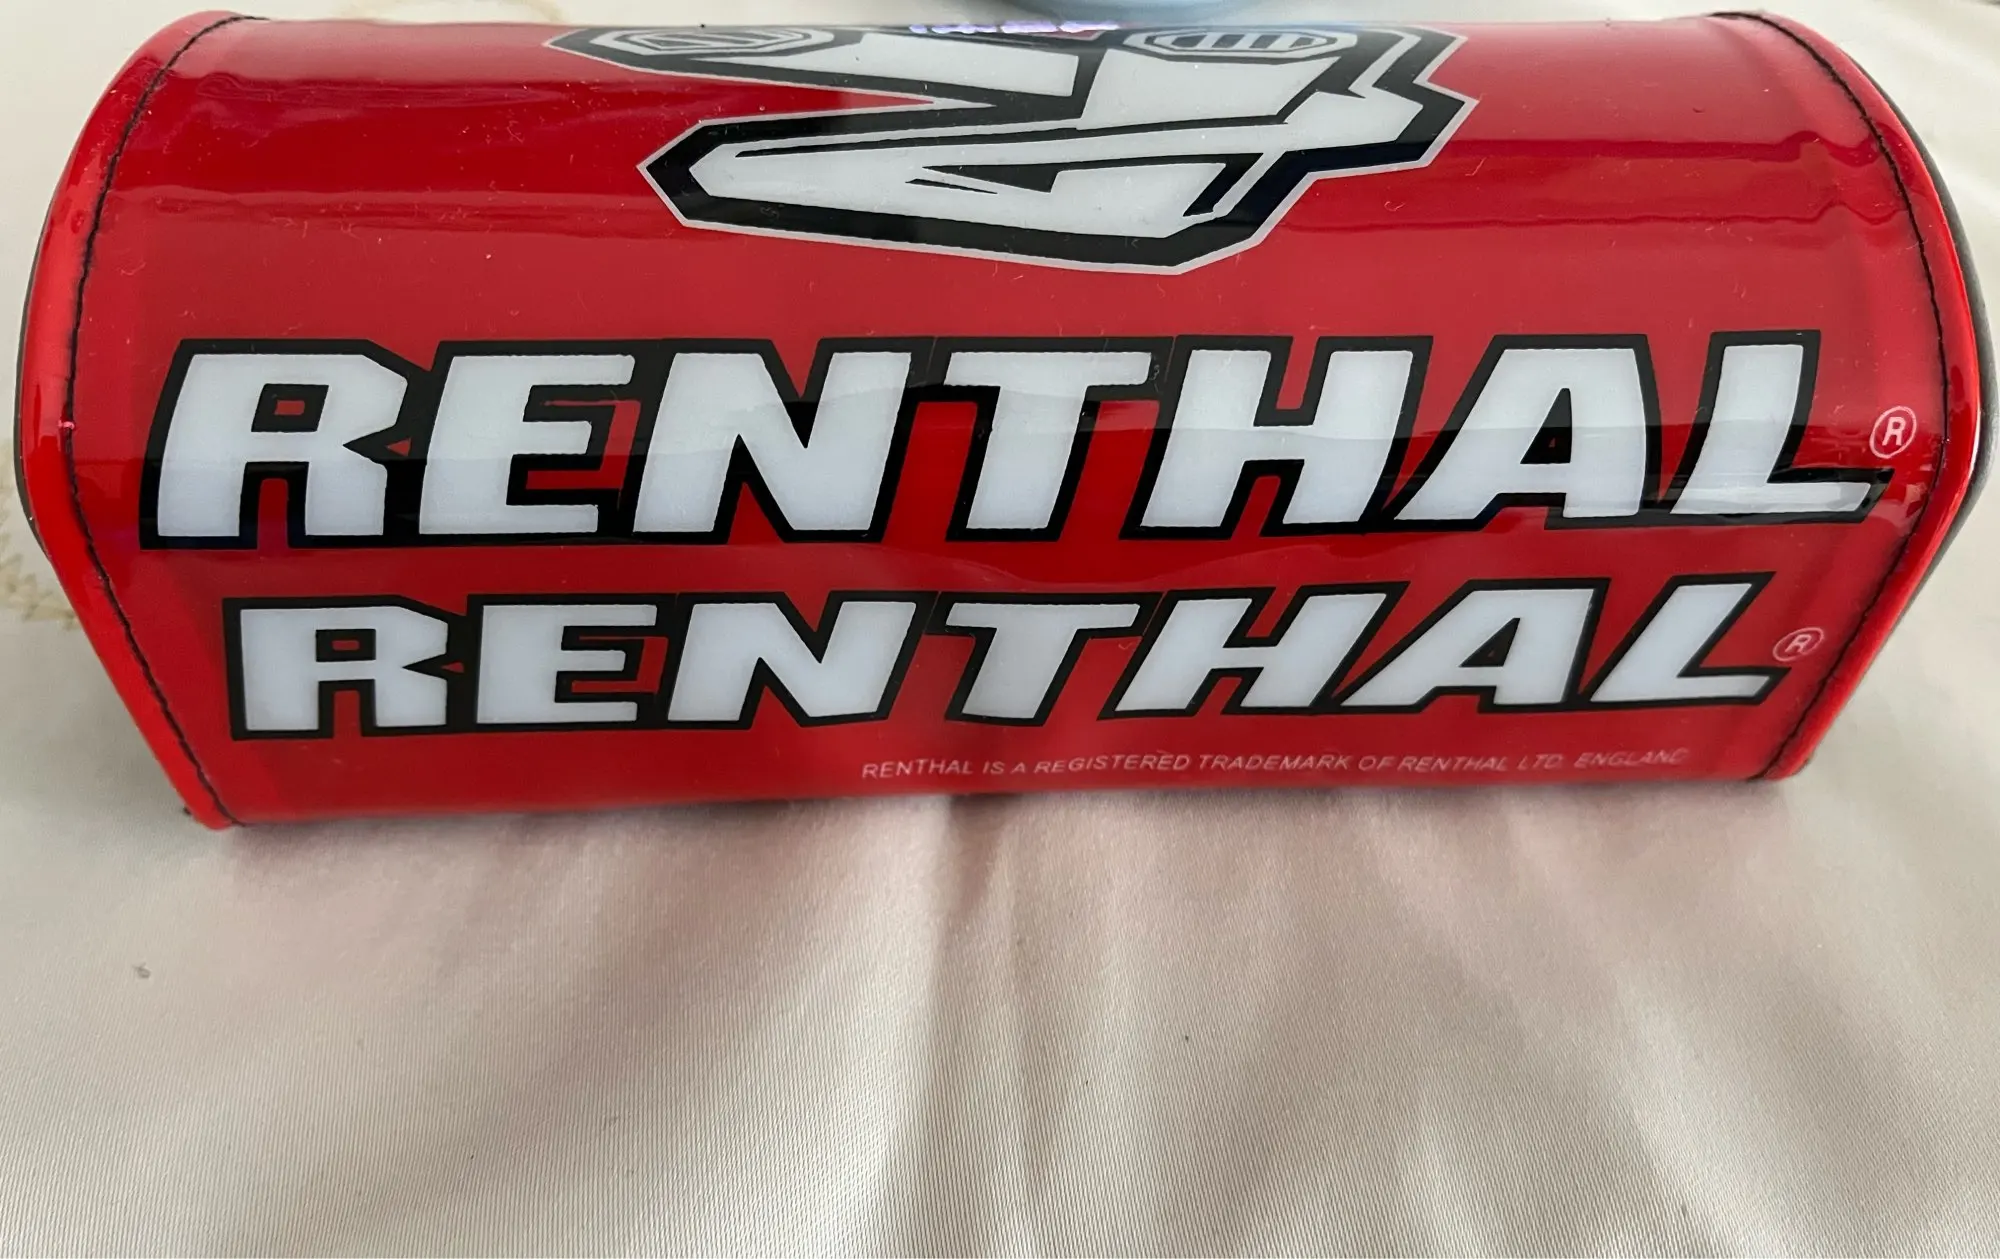 RENTHAL®
RENTHAL®
RENTHAL IS A REGISTERED TRADEMARK OF RENTHAL LTD. ENGLAND